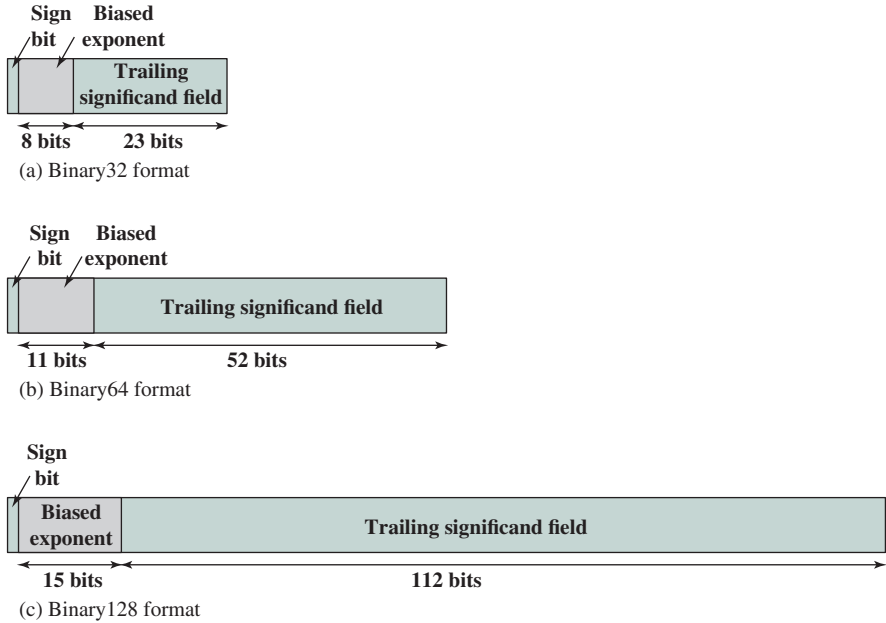 Sign
bit
Biased
exponent
Trailing
significand field
8 bits
23 bits
(a) Binary32 format
Sign
bit
Biased
exponent
Trailing significand field
11 bits
52 bits
(b) Binary64 format
Sign
bit
Biased
exponent
Trailing significand field
15 bits
112 bits
(c) Binary128 format